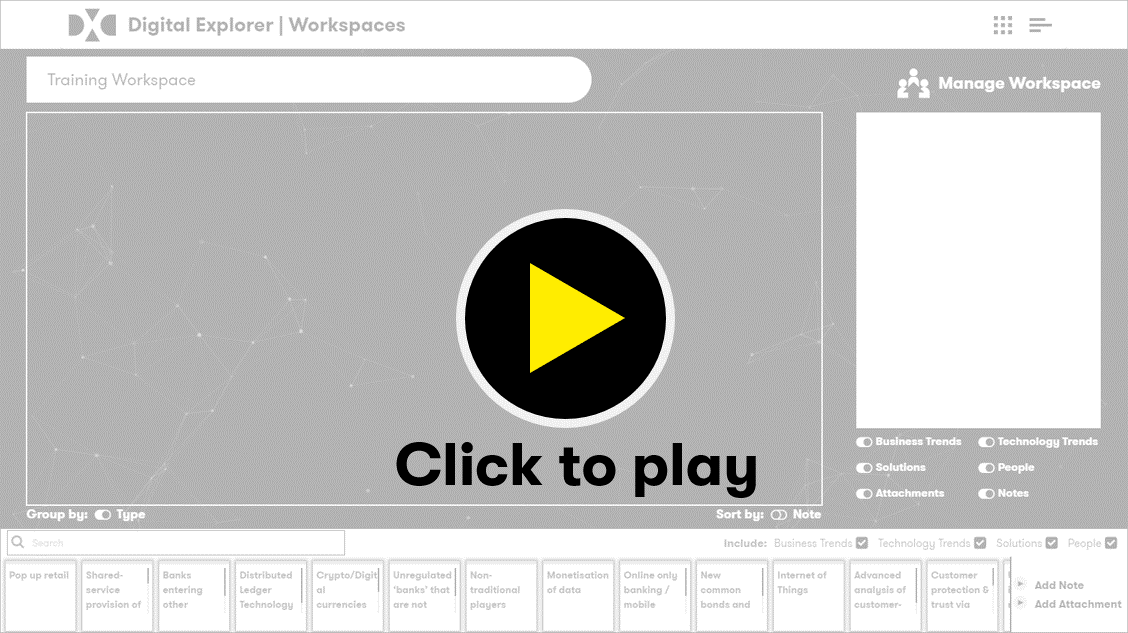 Digital Explorer | Workspaces
Training Workspace
Manage Workspace
Click to play
Business Trends
Technology Trends
Solutions
People
Attachments
Notes
Group by: Type
Sort by: Note
Search
Include: Business Trends Technology Trends Solutions People
Pop up retail
Shared-
service
provision of
Banks
entering
other
Distributed
Ledger
Technology
Crypto/Digit
al
currencies
Unregulated
‘banks’ that
are not
Non-
traditional
players
Monetisation
of data
Online only
banking /
mobile
New
common
bonds and
Internet of
Things
Advanced
analysis of
customer-
Customer
protection &
trust via
Add Note
Add Attachment